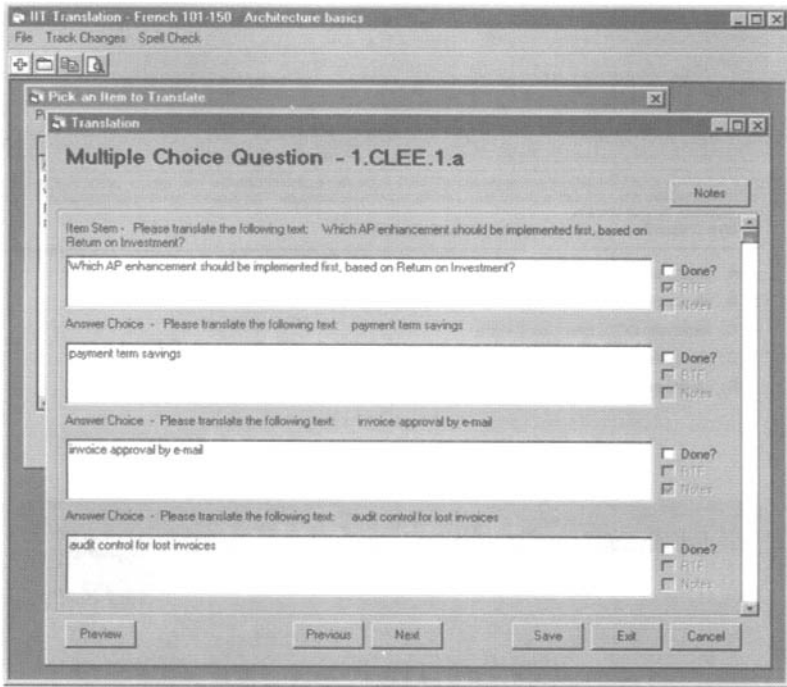 IIT Translation - French 101-150 Architecture basics
File Track Changes Spell Check
Pick an Item to Translate
Translation
Multiple Choice Question - 1.CLEE.1.a
Notes
Item Stem - Please translate the following text: Which AP enhancement should be implemented first, based on
Return on Investment?
Which AP enhancement should be implemented first, based on Return on Investment?
Done?
RTF
Notes
Answer Choice - Please translate the following text: payment term savings
payment term savings
Done?
RTF
Notes
Answer Choice - Please translate the following text: invoice approval by e-mail
invoice approval by e-mail
Done?
RTF
Notes
Answer Choice - Please translate the following text: audit control for lost invoices
audit control for lost invoices
Done?
RTF
Notes
Preview Previous Next Save Exit Cancel